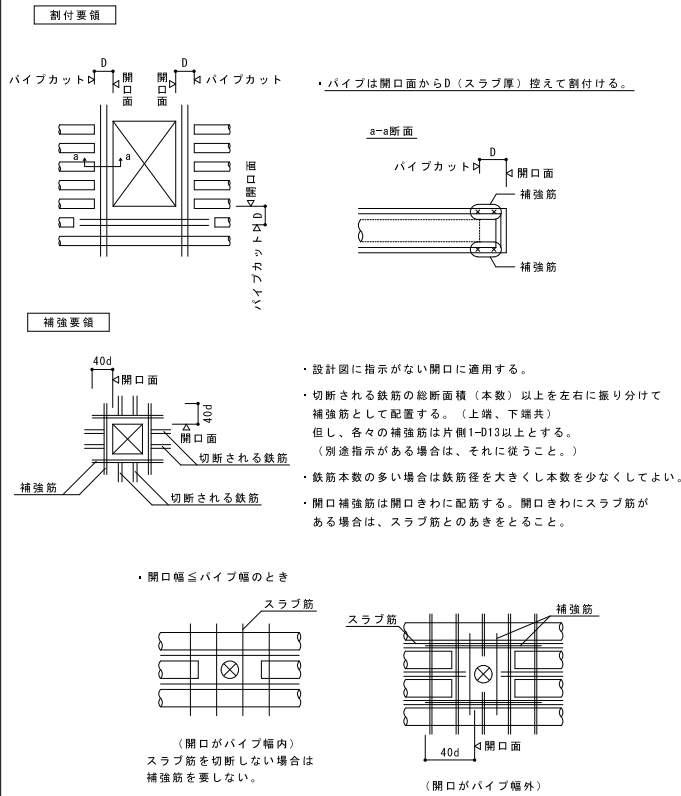 割付要領
D
D
パイプカット
開口面
開口面
パイプカット
a
a
開口面
D
パイプカット
・パイプは開口面からD（スラブ厚）控えて割付ける。
a-a断面
D
パイプカット
開口面
補強筋
補強筋
補強要領
40d
開口面
40d
開口面
切断される鉄筋
補強筋
切断される鉄筋
・設計図に指示がない開口に適用する。
・切断される鉄筋の総断面積（本数）以上を左右に振り分けて
補強筋として配置する。（上端、下端共）
但し、各々の補強筋は片側1-D13以上とする。
（別途指示がある場合は、それに従うこと。）
・鉄筋本数の多い場合は鉄筋径を大きくし本数を少なくしてよい。
・開口補強筋は開口きわに配筋する。開口きわにスラブ筋が
ある場合は、スラブ筋とのあきをとること。
・開口幅≦パイプ幅のとき
スラブ筋
（開口がパイプ幅内）
スラブ筋を切断しない場合は
補強筋を要しない。
スラブ筋
補強筋
40d
開口面
（開口がパイプ幅外）